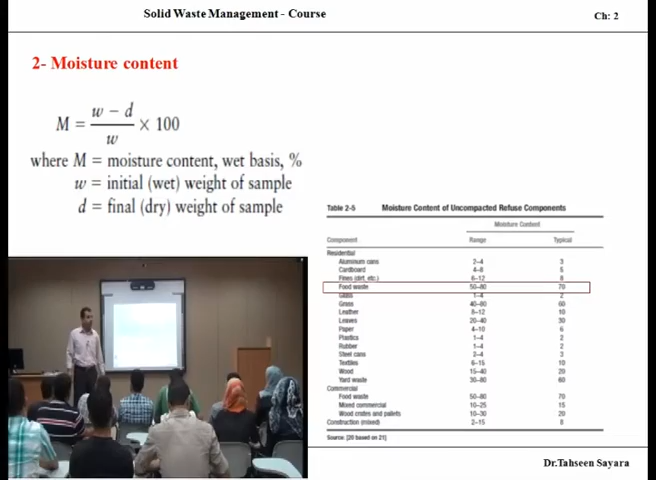 Solid Waste Management - Course
Ch: 2
2- Moisture content
M = w − d / w × 100
where M = moisture content, wet basis, %
w = initial (wet) weight of sample
d = final (dry) weight of sample
Table 2-5 Moisture Content of Uncompacted Refuse Components
Moisture Content
Component Range Typical
Residential
Aluminum cans 2–4 3
Cardboard 4–8 5
Fines (dirt, etc.) 6–12 8
Food waste 50–80 70
Glass 1–4 2
Grass 40–80 60
Leather 8–12 10
Leaves 20–40 30
Paper 4–10 6
Plastics 1–4 2
Rubber 1–4 2
Steel cans 2–4 3
Textiles 6–15 10
Wood 15–40 20
Yard waste 30–80 60
Commercial
Food waste 50–80 70
Mixed commercial 10–25 15
Wood crates and pallets 10–30 20
Construction (mixed) 2–15 8
Source: [20 based on 21]
Dr.Tahseen Sayara